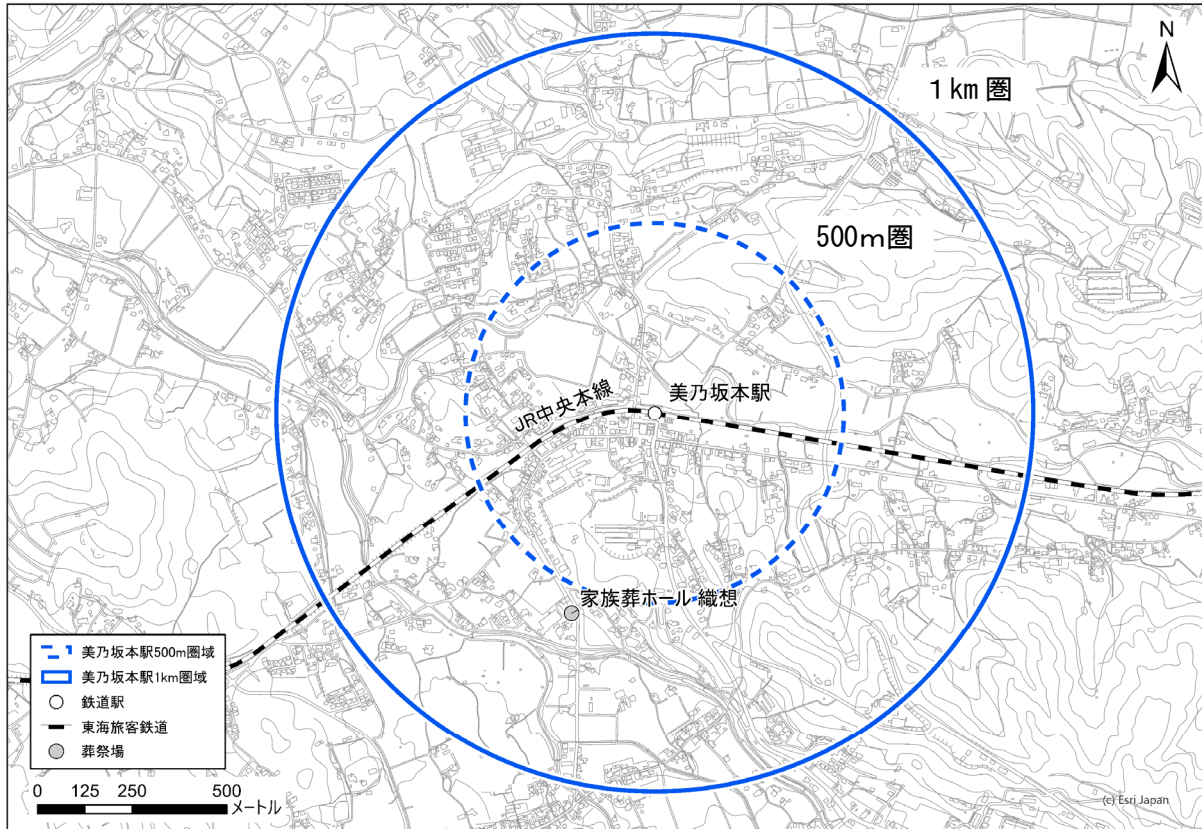 N
1km圏
500m圏
美乃坂本駅
JR中央本線
家族葬ホール 織想
美乃坂本駅500m圏域
美乃坂本駅1km圏域
鉄道駅
東海旅客鉄道
葬祭場
0 125 250 500 メートル
(c) Esri Japan